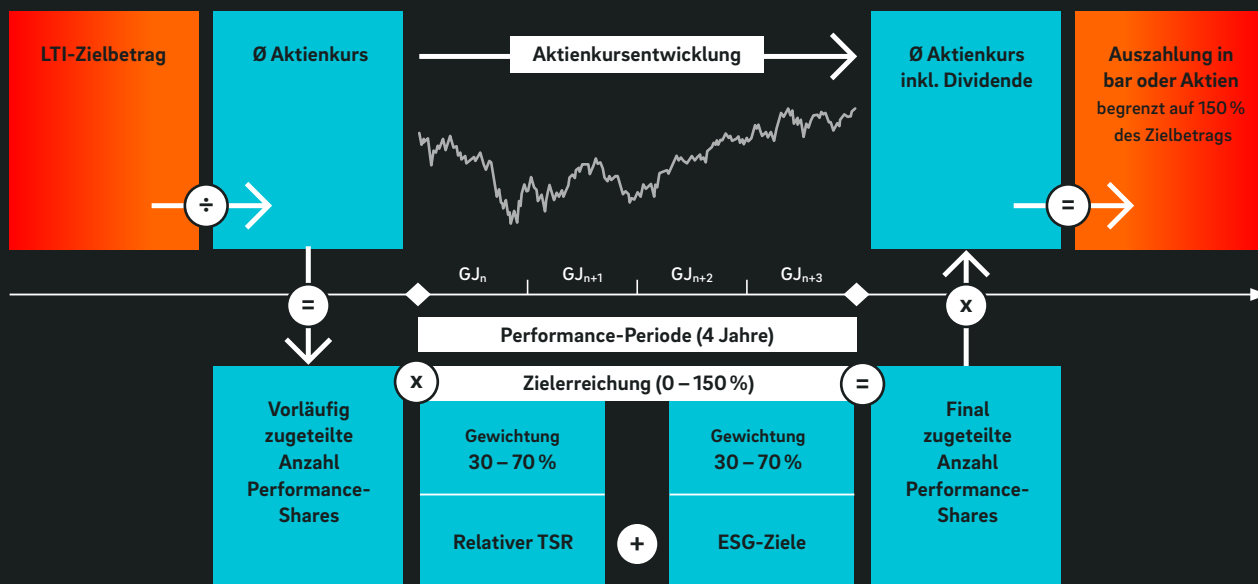 LTI-Zielbetrag
÷
Ø Aktienkurs
Aktienkursentwicklung
Ø Aktienkurs
inkl. Dividende
=
Auszahlung in
bar oder Aktien
begrenzt auf 150 %
des Zielbetrags
=
GJn
GJn+1
GJn+2
GJn+3
x
Performance-Periode (4 Jahre)
x
Zielerreichung (0 – 150 %)
=
Vorläufig
zugeteilte
Anzahl
Performance-
Shares
Gewichtung
30 – 70 %
Relativer TSR
+
Gewichtung
30 – 70 %
ESG-Ziele
Final
zugeteilte
Anzahl
Performance-
Shares